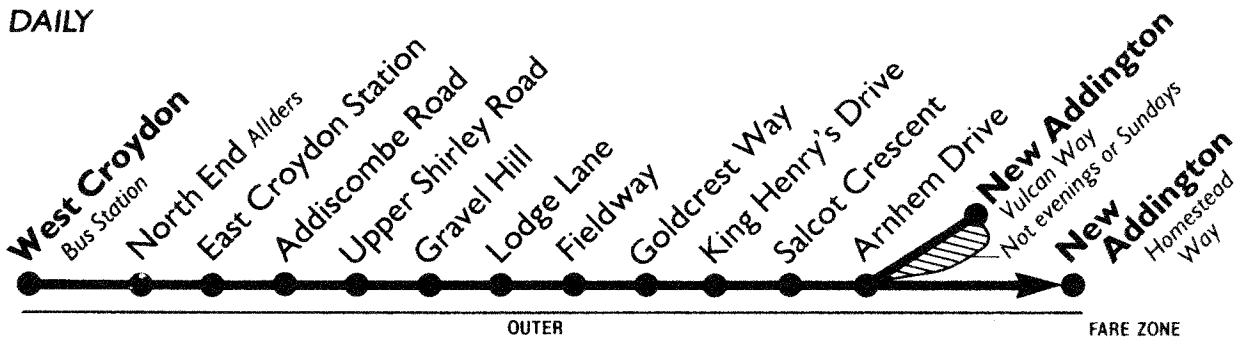 DAILY
West Croydon
Bus Station
North End Allders
East Croydon Station
Addiscombe Road
Upper Shirley Road
Gravel Hill
Lodge Lane
Fieldway
Goldcrest Way
King Henry's Drive
Salcot Crescent
Arnhem Drive
New Addington
Vulcan Way
Not evenings or Sundays
New
Addington
Homestead
Way
OUTER
FARE ZONE